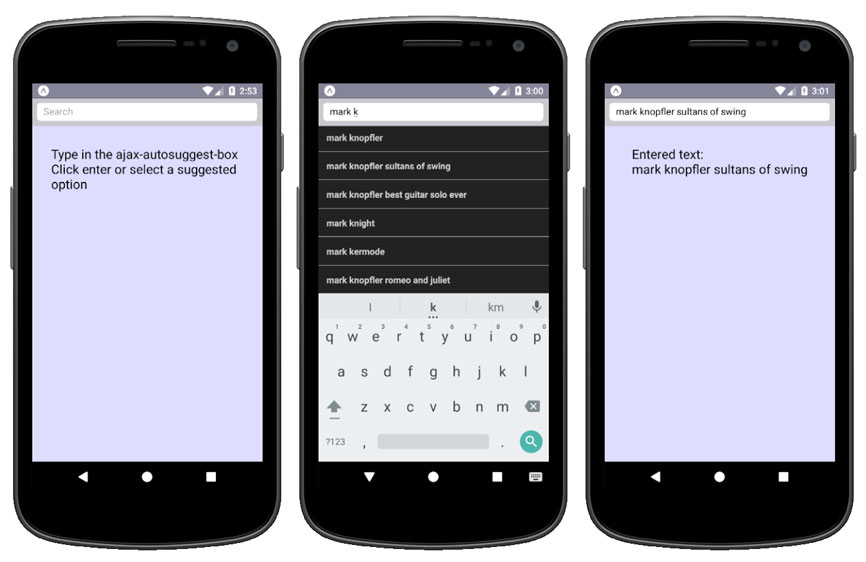 2:53
Search
Type in the ajax-autosuggest-box
Click enter or select a suggested
option
3:00
mark k
mark knopfler
mark knopfler sultans of swing
mark knopfler best guitar solo ever
mark knight
mark kermode
mark knopfler romeo and juliet
I k km
1 2 3 4 5 6 7 8 9 0
q w e r t y u i o p
a s d f g h j k l
z x c v b n m
?123 , .
3:01
mark knopfler sultans of swing
Entered text:
mark knopfler sultans of swing